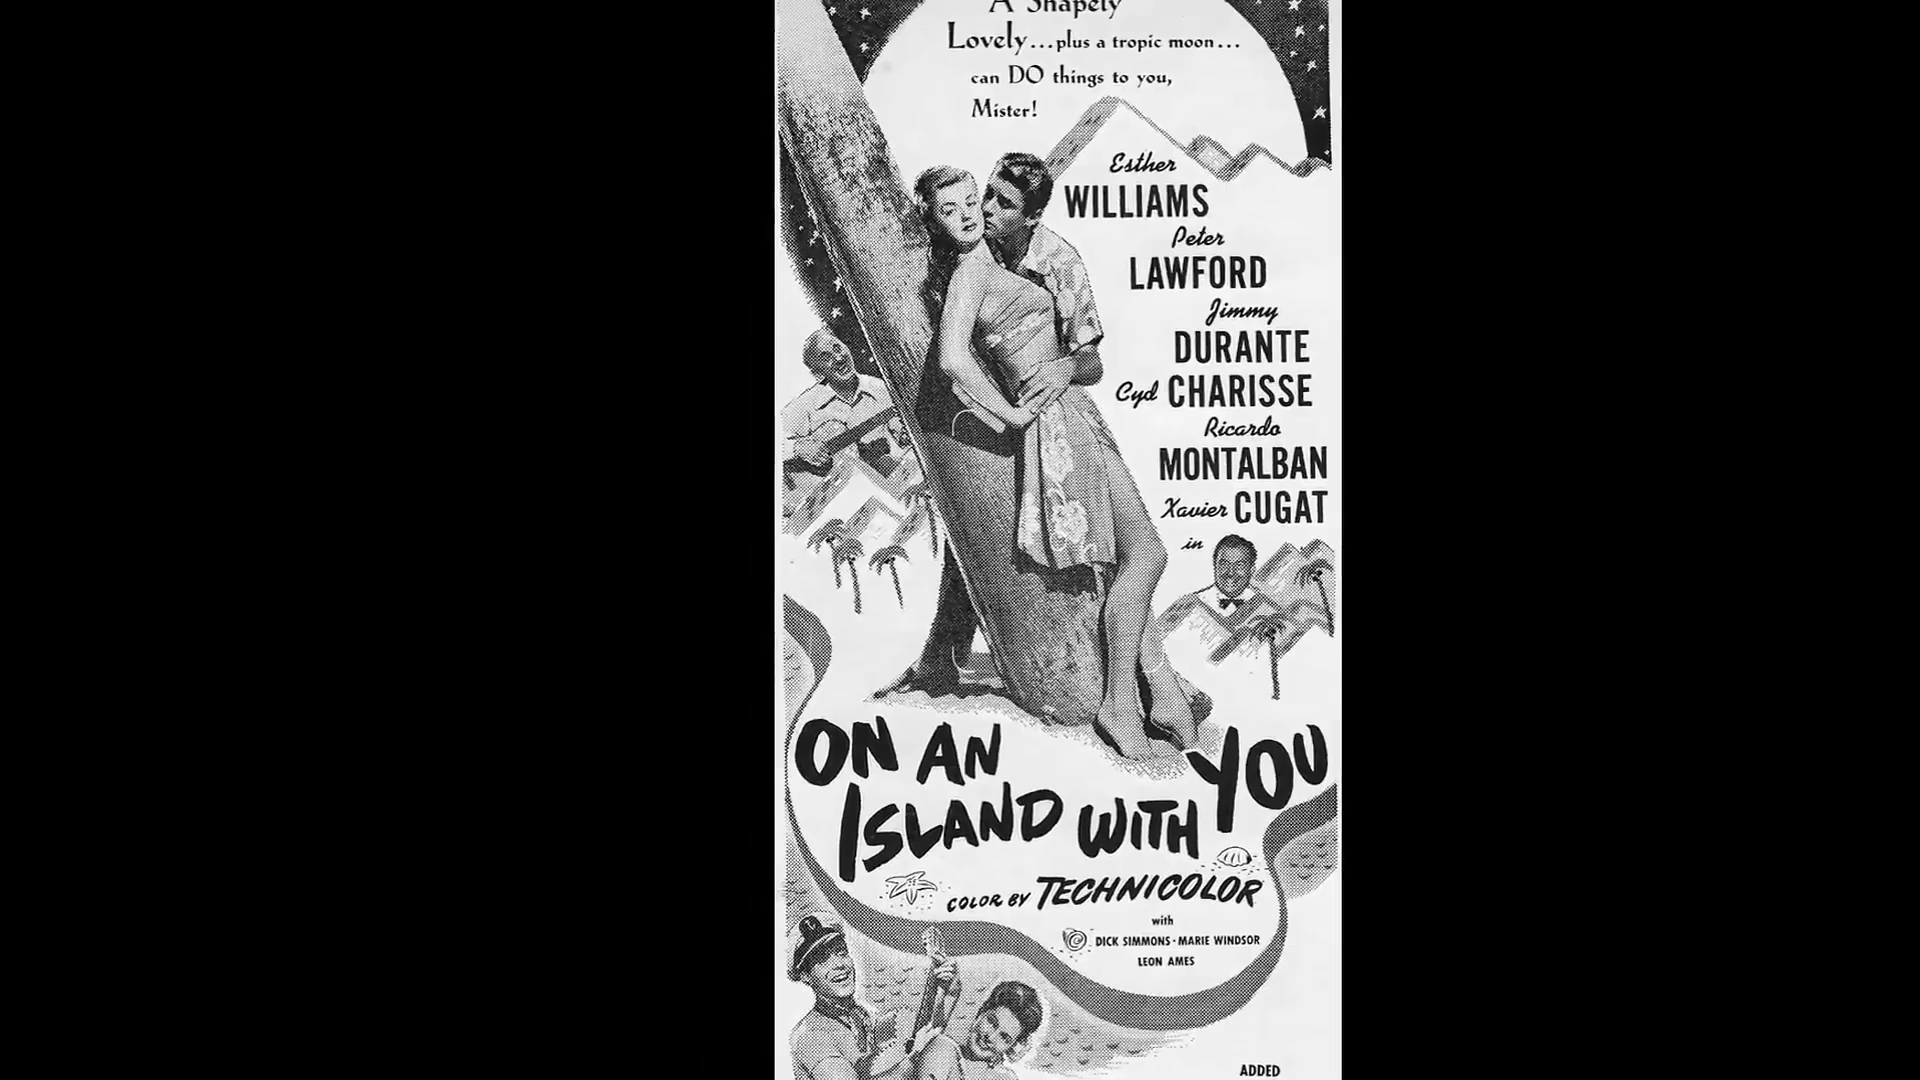 A Shapely
Lovely...plus a tropic moon...
can DO things to you,
Mister!
Esther
WILLIAMS
Peter
LAWFORD
Jimmy
DURANTE
Cyd CHARISSE
Ricardo
MONTALBAN
Xavier CUGAT
in
ON AN
ISLAND WITH YOU
COLOR BY TECHNICOLOR
with
DICK SIMMONS · MARIE WINDSOR
LEON AMES
ADDED